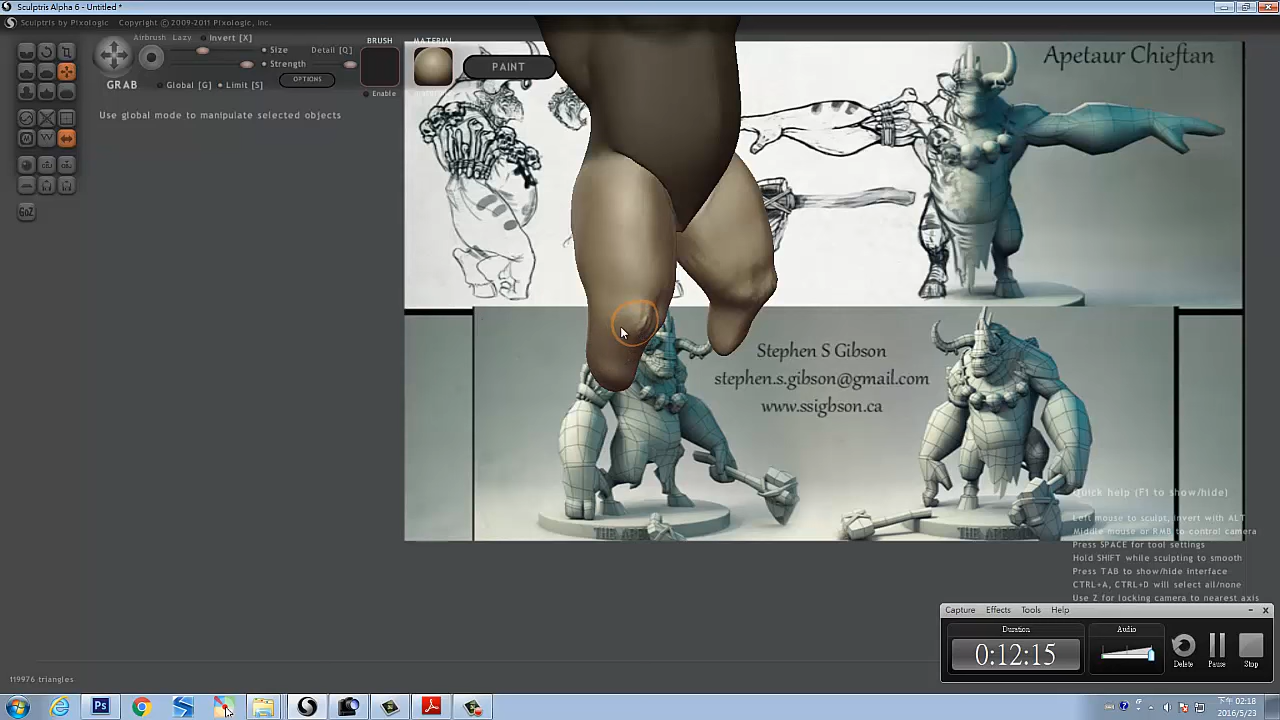 Sculptris Alpha 6 - Untitled *
Sculptris by Pixologic Copyright ©2009-2011 Pixologic, Inc.
Airbrush Lazy Invert [X]
Size Detail [Q]
Strength
GRAB
Global [G] Limit [S]
OPTIONS
BRUSH
Enable
MATERIAL
PAINT
Use global mode to manipulate selected objects
GoZ
Apetaur Chieftan
Stephen S Gibson
stephen.s.gibson@gmail.com
www.ssigbson.ca
Quick help (F1 to show/hide)
Left mouse to sculpt, invert with ALT
Middle mouse or RMB to control camera
Press SPACE for tool settings
Hold SHIFT while sculpting to smooth
Press TAB to show/hide interface
CTRL+A, CTRL+D will select all/none
Use Z for locking camera to nearest axis
Capture Effects Tools Help
Duration
0:12:15
Audio
Delete Pause Stop
119976 triangles
Ps
下午 02:18
2016/5/23